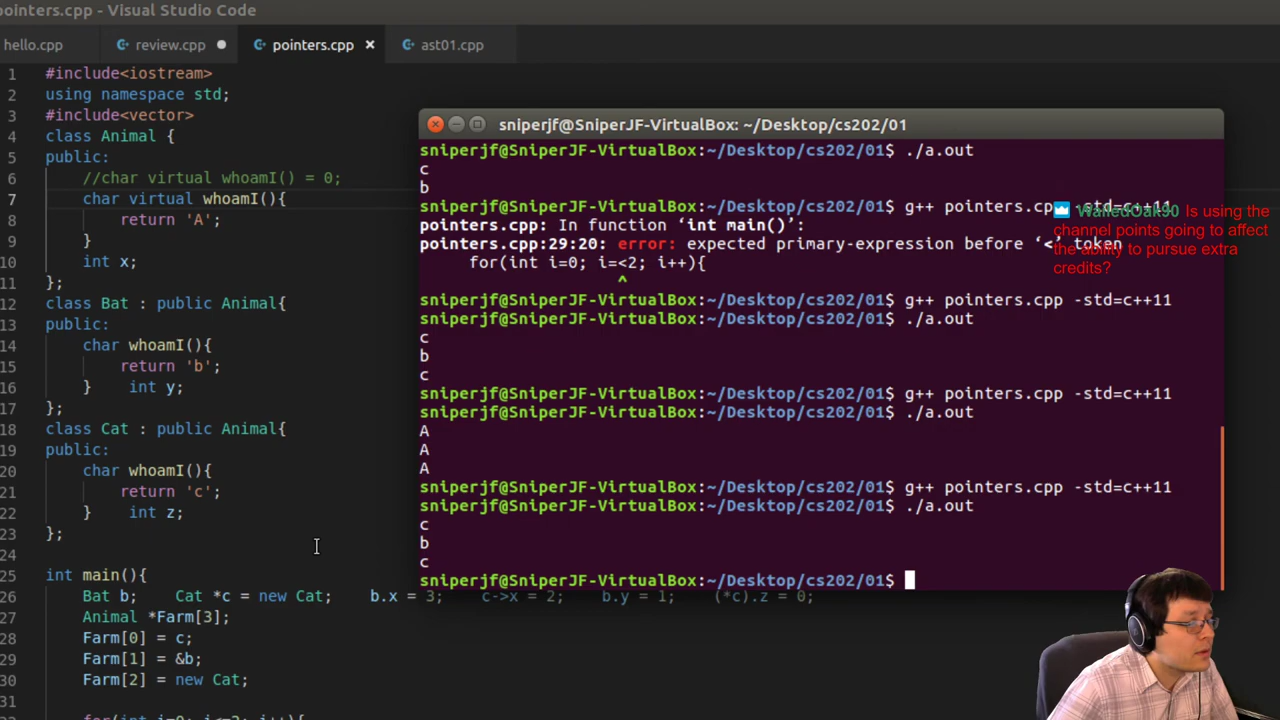 pointers.cpp - Visual Studio Code
hello.cpp
review.cpp
pointers.cpp
ast01.cpp
1 #include<iostream>
2 using namespace std;
3 #include<vector>
4 class Animal {
5 public:
6 //char virtual whoamI() = 0;
7 char virtual whoamI(){
8 return 'A';
9 }
10 int x;
11 };
12 class Bat : public Animal{
13 public:
14 char whoamI(){
15 return 'b';
16 } int y;
17 };
18 class Cat : public Animal{
19 public:
20 char whoamI(){
21 return 'c';
22 } int z;
23 };
24
25 int main(){
26 Bat b; Cat *c = new Cat; b.x = 3; c->x = 2; b.y = 1; (*c).z = 0;
27 Animal *Farm[3];
28 Farm[0] = c;
29 Farm[1] = &b;
30 Farm[2] = new Cat;
31
sniperjf@SniperJF-VirtualBox: ~/Desktop/cs202/01
sniperjf@SniperJF-VirtualBox:~/Desktop/cs202/01$ ./a.out
c
b
sniperjf@SniperJF-VirtualBox:~/Desktop/cs202/01$ g++ pointers.cpp -std=c++11
pointers.cpp: In function ‘int main()’:
pointers.cpp:29:20: error: expected primary-expression before ‘<’ token
for(int i=0; i=<2; i++){
^
sniperjf@SniperJF-VirtualBox:~/Desktop/cs202/01$ g++ pointers.cpp -std=c++11
sniperjf@SniperJF-VirtualBox:~/Desktop/cs202/01$ ./a.out
c
b
c
sniperjf@SniperJF-VirtualBox:~/Desktop/cs202/01$ g++ pointers.cpp -std=c++11
sniperjf@SniperJF-VirtualBox:~/Desktop/cs202/01$ ./a.out
A
A
A
sniperjf@SniperJF-VirtualBox:~/Desktop/cs202/01$ g++ pointers.cpp -std=c++11
sniperjf@SniperJF-VirtualBox:~/Desktop/cs202/01$ ./a.out
c
b
c
sniperjf@SniperJF-VirtualBox:~/Desktop/cs202/01$
WalledOak90 Is using the
channel points going to affect
the ability to pursue extra
credits?